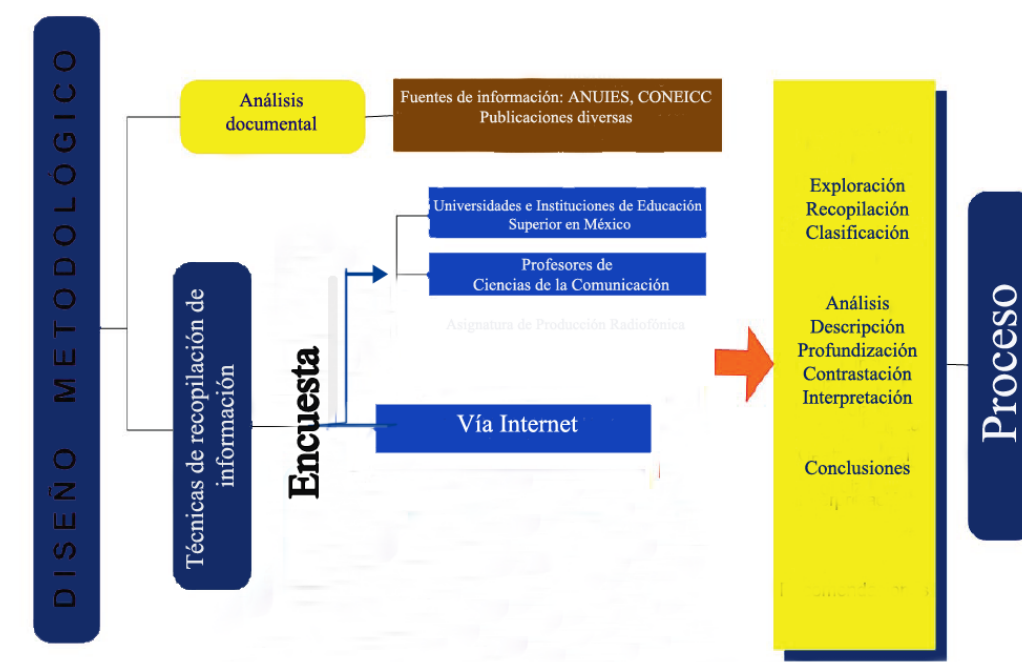 DISEÑO METODOLÓGICO
Análisis
documental
Fuentes de información: ANUIES, CONEICC
Publicaciones diversas
Técnicas de recopilación de
información
Encuesta
Universidades e Instituciones de Educación
Superior en México
Profesores de
Ciencias de la Comunicación
Asignatura de Producción Radiofónica
Vía Internet
Exploración
Recopilación
Clasificación
Análisis
Descripción
Profundización
Contrastación
Interpretación
Conclusiones
Proceso